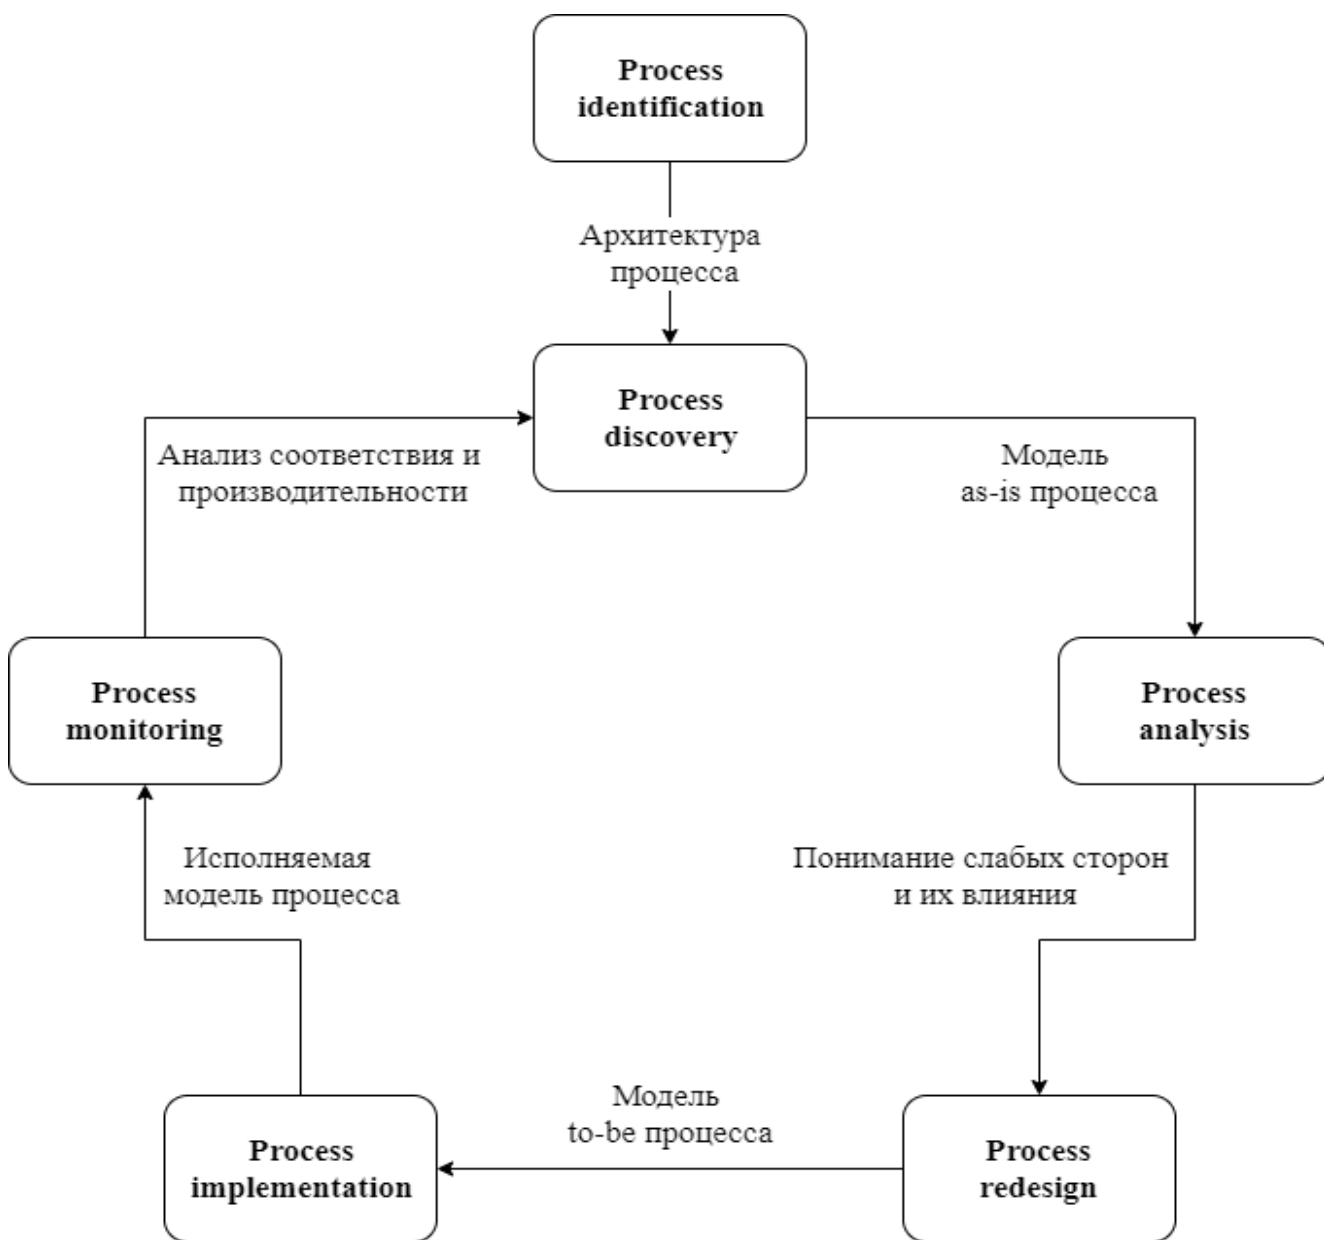 Process
identification
Архитектура
процесса
Process
discovery
Анализ соответствия и
производительности
Модель
as-is процесса
Process
monitoring
Process
analysis
Исполняемая
модель процесса
Понимание слабых сторон
и их влияния
Модель
to-be процесса
Process
implementation
Process
redesign